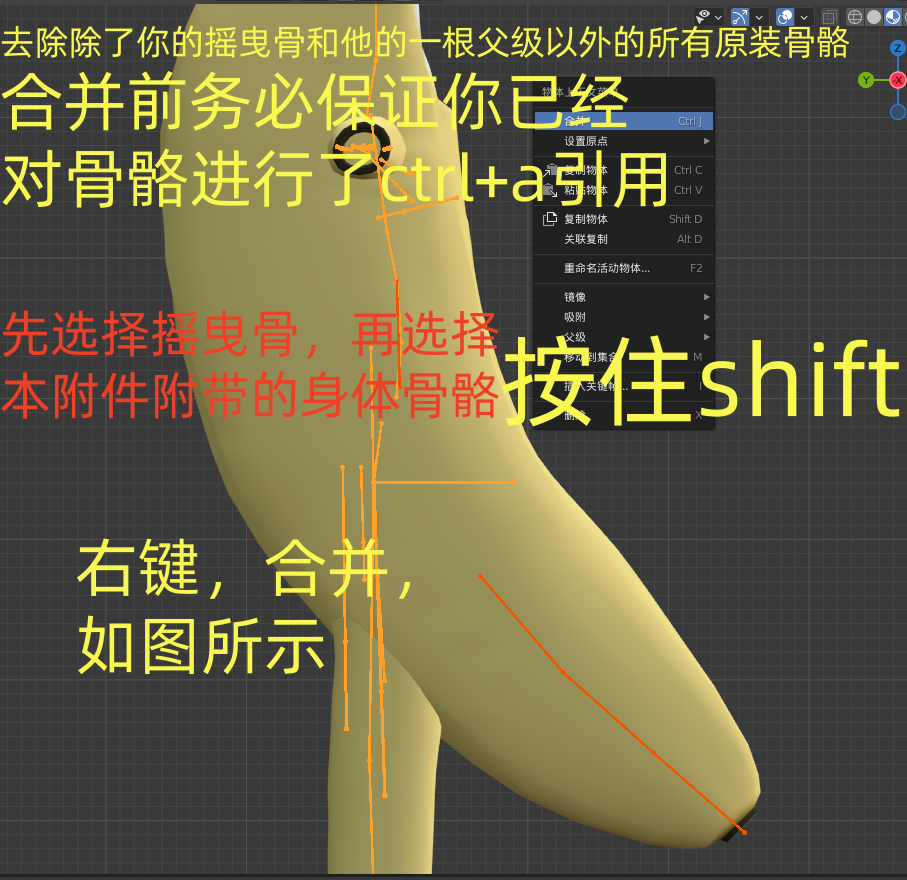 去除除了你的摇曳骨和他的一根父级以外的所有原装骨骼
合并前务必保证你已经
对骨骼进行了ctrl+a引用
先选择摇曳骨，再选择
本附件附带的身体骨骼
按住shift
右键，合并，
如图所示
合并 Ctrl J
设置原点
复制物体 Ctrl C
粘贴物体 Ctrl V
复制物体 Shift D
关联复制 Alt D
重命名活动物体... F2
镜像
吸附
父级
移动到集合 M
插入关键帧...
删除 X
Z
Y
-X